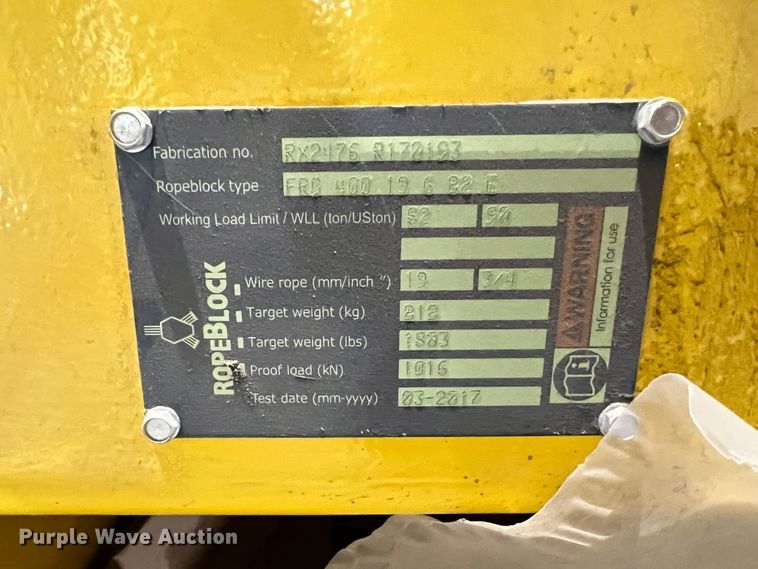 Fabrication no. RX2476 R170193
Ropeblock type FRB 400 19 6 82 E
Working Load Limit / WLL (ton/USton) 82 90
Wire rope (mm/inch ") 19 3/4
Target weight (kg)
Target weight (lbs)
Proof load (kN) 1016
Test date (mm-yyyy) 03-2017
ROPEBLOCK
WARNING
Information for use
Purple Wave Auction